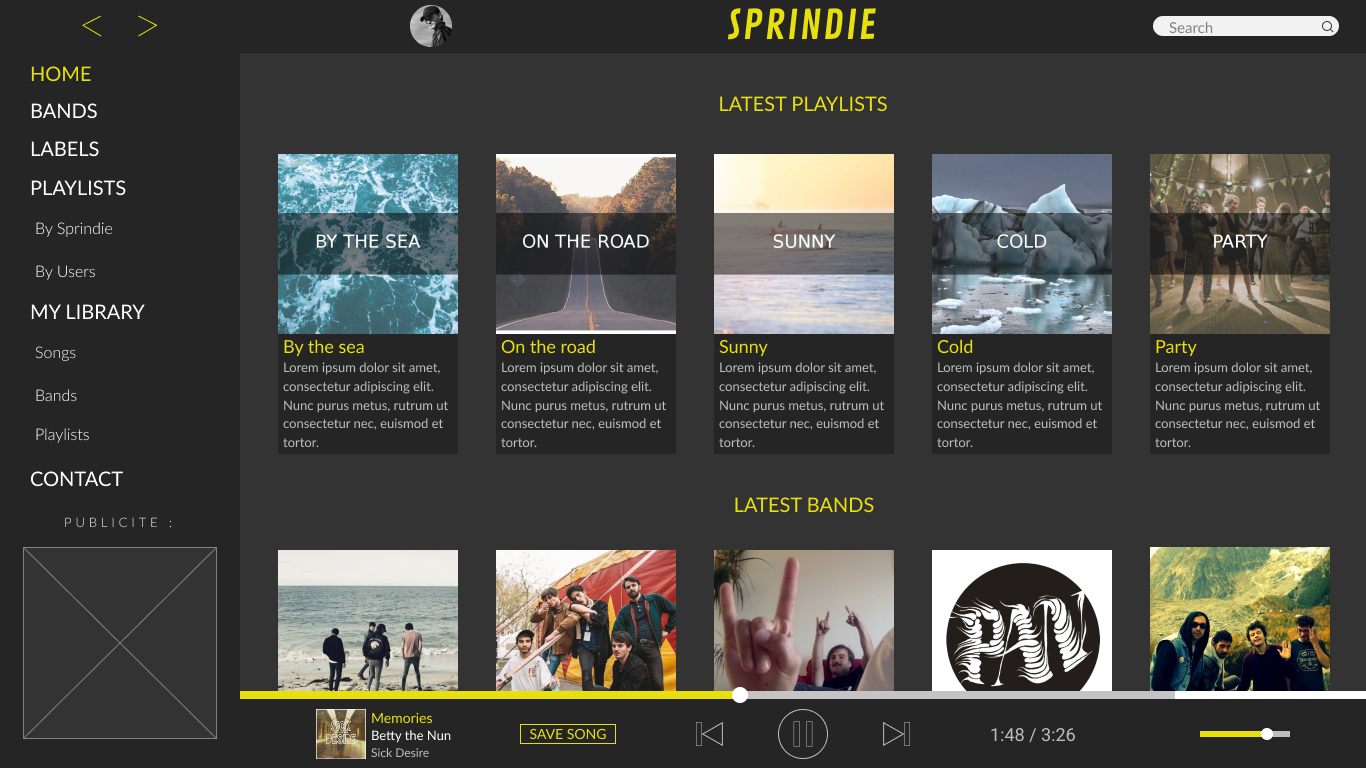 SPRINDIE
Search
HOME
BANDS
LABELS
PLAYLISTS
By Sprindie
By Users
MY LIBRARY
Songs
Bands
Playlists
CONTACT
PUBLICITE :
LATEST PLAYLISTS
BY THE SEA
By the sea
Lorem ipsum dolor sit amet,
consectetur adipiscing elit.
Nunc purus metus, rutrum ut
consectetur nec, euismod et
tortor.
ON THE ROAD
On the road
Lorem ipsum dolor sit amet,
consectetur adipiscing elit.
Nunc purus metus, rutrum ut
consectetur nec, euismod et
tortor.
SUNNY
Sunny
Lorem ipsum dolor sit amet,
consectetur adipiscing elit.
Nunc purus metus, rutrum ut
consectetur nec, euismod et
tortor.
COLD
Cold
Lorem ipsum dolor sit amet,
consectetur adipiscing elit.
Nunc purus metus, rutrum ut
consectetur nec, euismod et
tortor.
PARTY
Party
Lorem ipsum dolor sit amet,
consectetur adipiscing elit.
Nunc purus metus, rutrum ut
consectetur nec, euismod et
tortor.
LATEST BANDS
SICK
DESIRE
Memories
Betty the Nun
Sick Desire
SAVE SONG
1:48 / 3:26